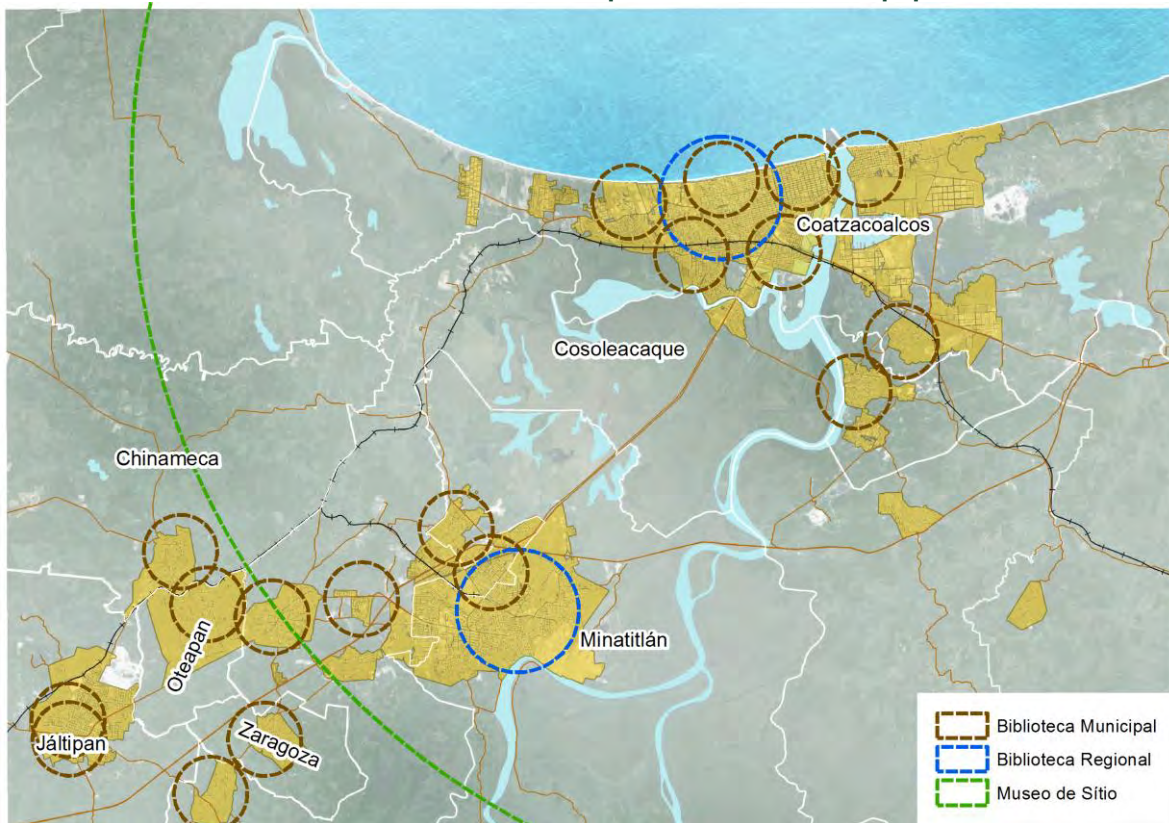 Coatzacoalcos
Cosoleacaque
Chinameca
Oteapan
Minatitlán
Jáltipan
Zaragoza
Biblioteca Municipal
Biblioteca Regional
Museo de Sítio